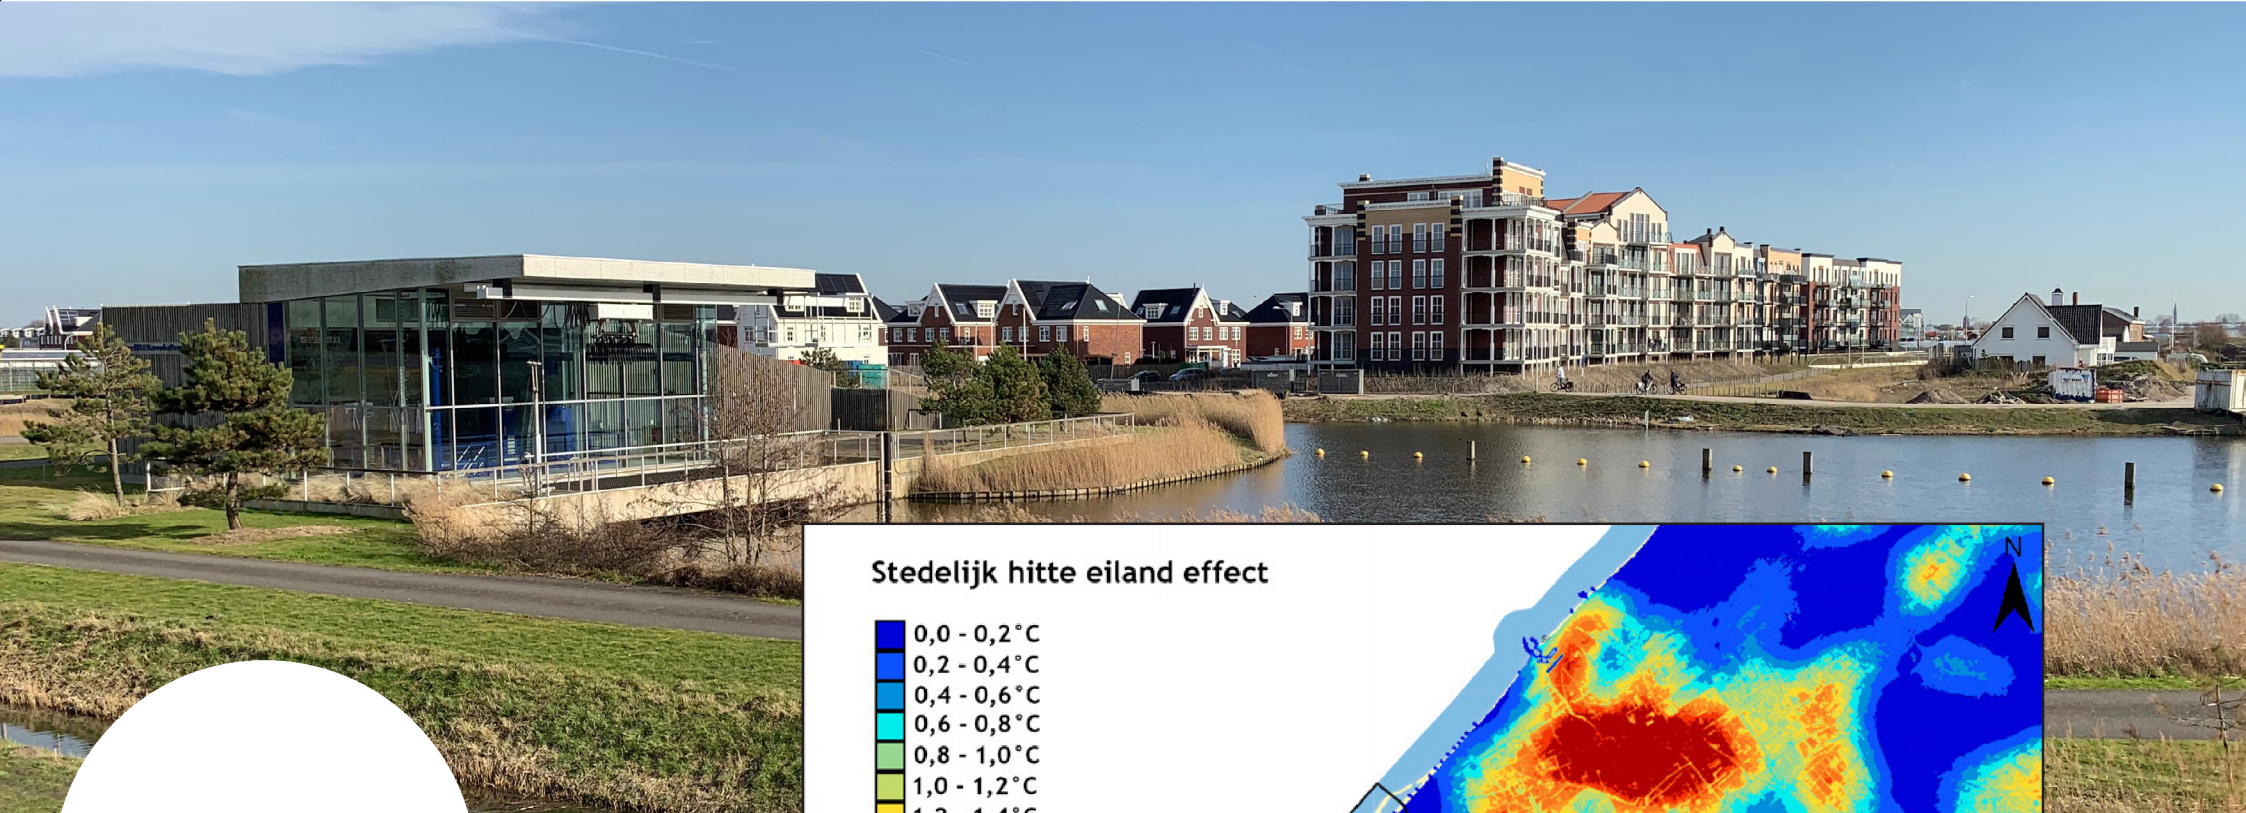 Stedelijk hitte eiland effect
N
0,0 - 0,2°C
0,2 - 0,4°C
0,4 - 0,6°C
0,6 - 0,8°C
0,8 - 1,0°C
1,0 - 1,2°C